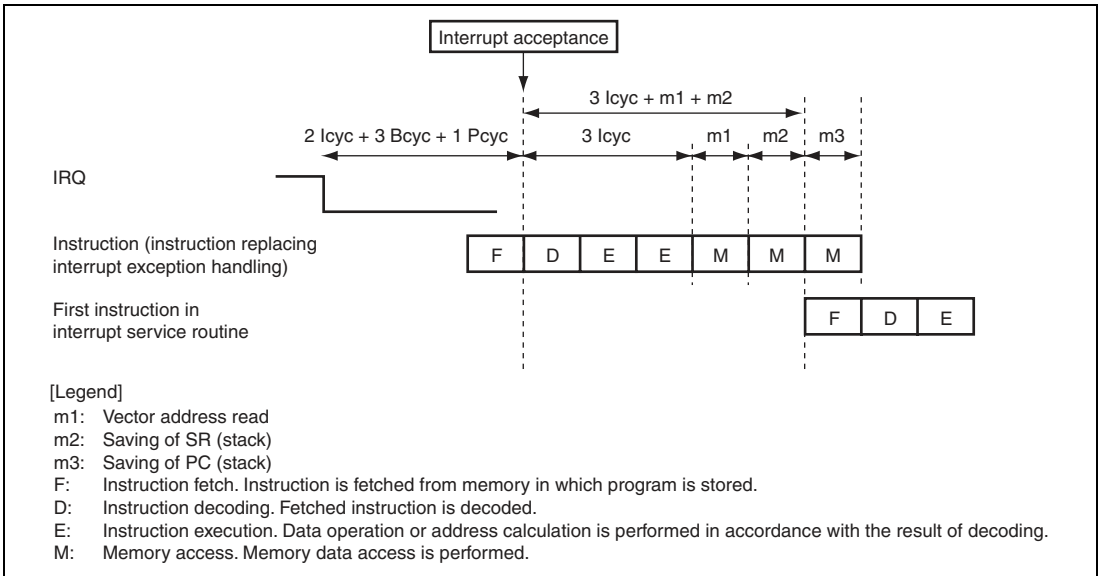 Interrupt acceptance
3 Icyc + m1 + m2
2 Icyc + 3 Bcyc + 1 Pcyc 3 Icyc m1 m2 m3
IRQ
Instruction (instruction replacing
interrupt exception handling)
F D E E M M M
First instruction in
interrupt service routine
F D E
[Legend]
m1: Vector address read
m2: Saving of SR (stack)
m3: Saving of PC (stack)
F: Instruction fetch. Instruction is fetched from memory in which program is stored.
D: Instruction decoding. Fetched instruction is decoded.
E: Instruction execution. Data operation or address calculation is performed in accordance with the result of decoding.
M: Memory access. Memory data access is performed.